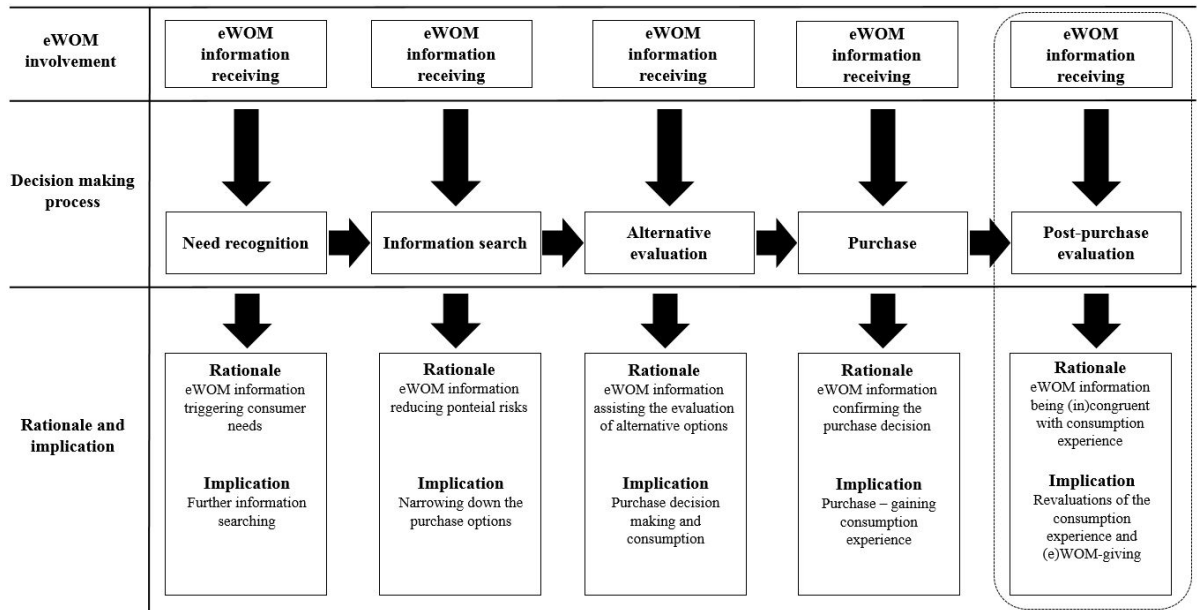 eWOM
involvement
eWOM
information
receiving
eWOM
information
receiving
eWOM
information
receiving
eWOM
information
receiving
eWOM
information
receiving
Decision making
process
Need recognition
Information search
Alternative
evaluation
Purchase
Post-purchase
evaluation
Rationale and
implication
Rationale
eWOM information
triggering consumer
needs
Implication
Further information
searching
Rationale
eWOM information
reducing ponteial risks
Implication
Narrowing down the
purchase options
Rationale
eWOM information
assisting the evaluation
of alternative options
Implication
Purchase decision
making and
consumption
Rationale
eWOM information
confirming the
purchase decision
Implication
Purchase – gaining
consumption
experience
Rationale
eWOM information
being (in)congruent
with consumption
experience
Implication
Revaluations of the
consumption
experience and
(e)WOM-giving